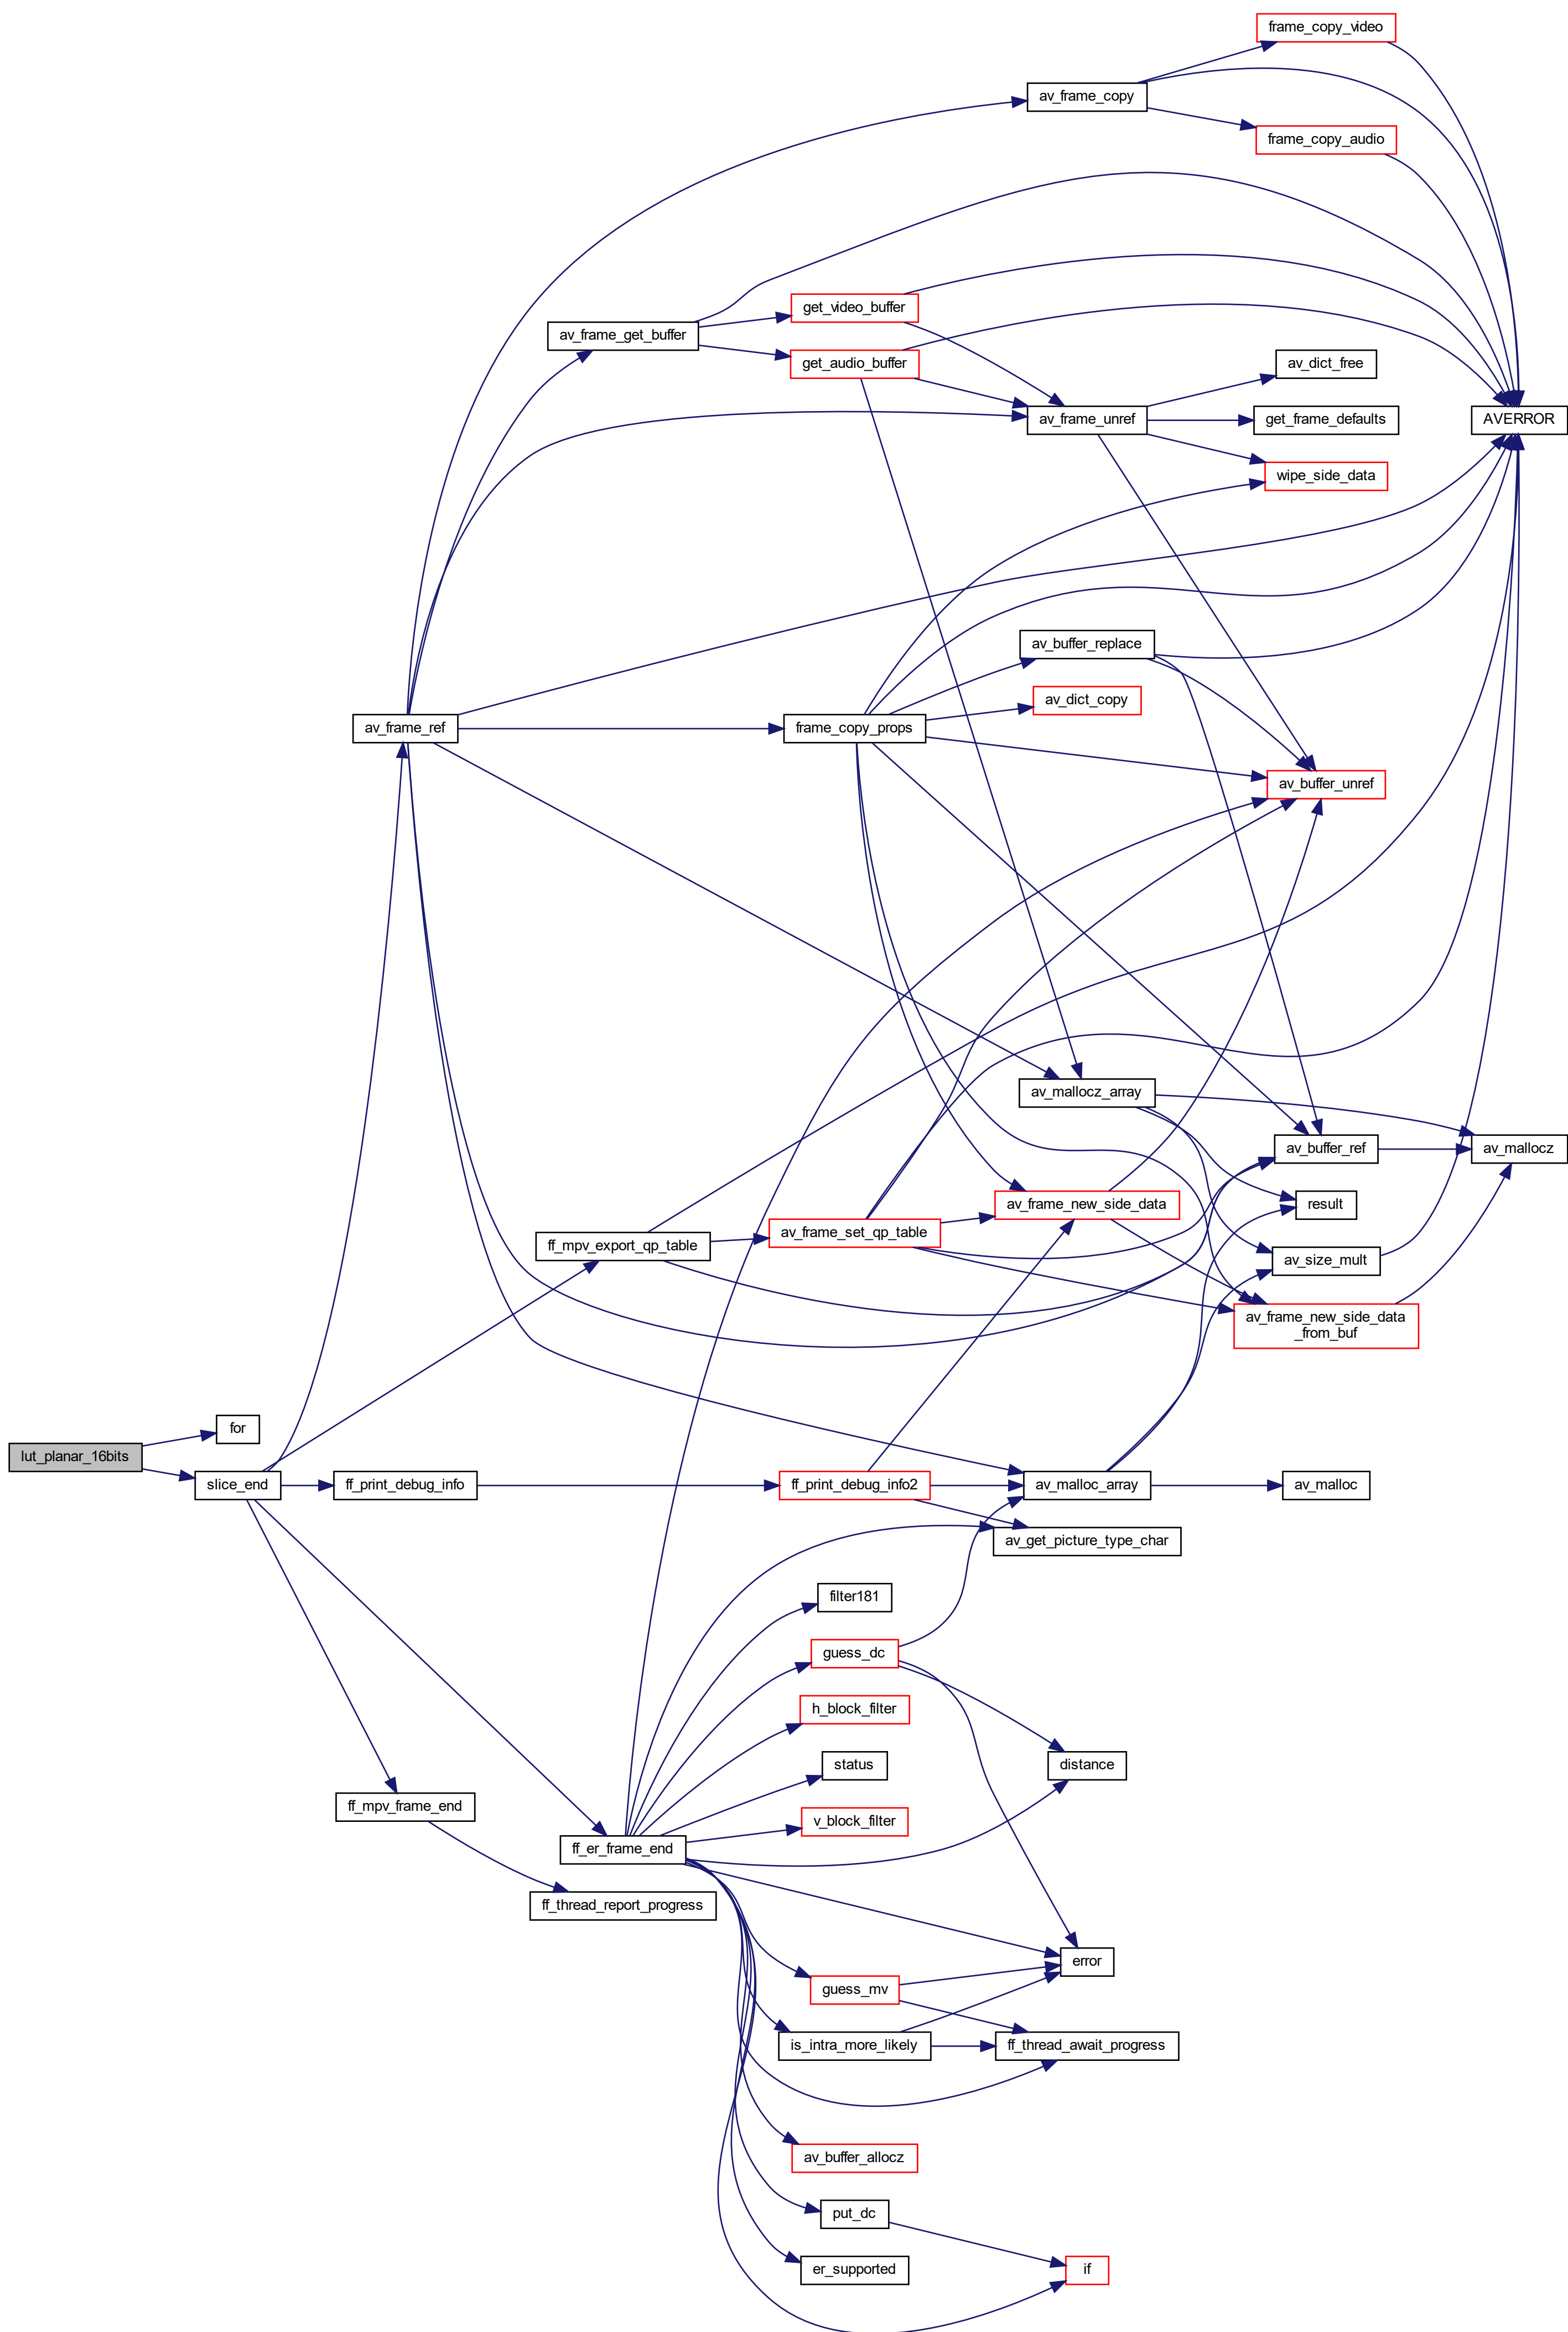 frame_copy_video
av_frame_copy
frame_copy_audio
get_video_buffer
av_frame_get_buffer
get_audio_buffer
av_dict_free
av_frame_unref
get_frame_defaults
AVERROR
wipe_side_data
av_buffer_replace
av_dict_copy
av_frame_ref
frame_copy_props
av_buffer_unref
av_mallocz_array
av_buffer_ref
av_mallocz
av_frame_new_side_data
result
av_frame_set_qp_table
ff_mpv_export_qp_table
av_size_mult
av_frame_new_side_data
_from_buf
for
lut_planar_16bits
slice_end
ff_print_debug_info
ff_print_debug_info2
av_malloc_array
av_malloc
av_get_picture_type_char
filter181
guess_dc
h_block_filter
status
distance
ff_mpv_frame_end
v_block_filter
ff_er_frame_end
ff_thread_report_progress
error
guess_mv
is_intra_more_likely
ff_thread_await_progress
av_buffer_allocz
put_dc
er_supported
if